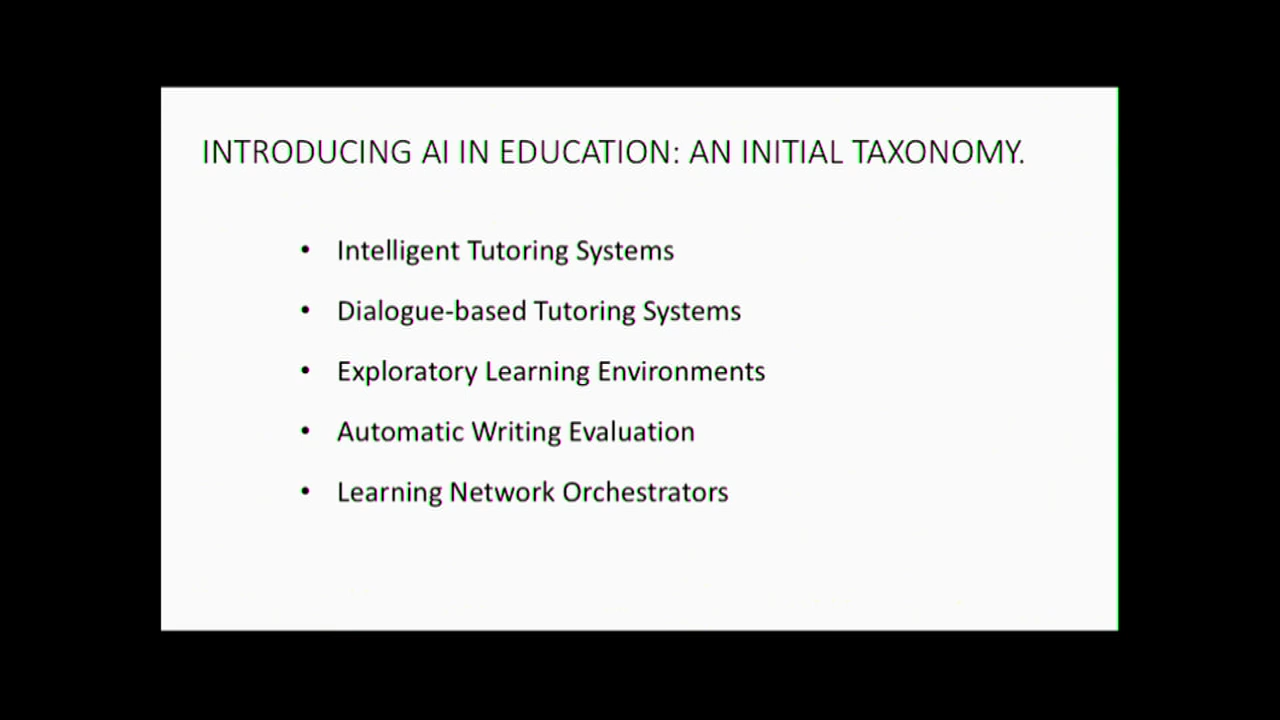 INTRODUCING AI IN EDUCATION: AN INITIAL TAXONOMY.
• Intelligent Tutoring Systems
• Dialogue-based Tutoring Systems
• Exploratory Learning Environments
• Automatic Writing Evaluation
• Learning Network Orchestrators